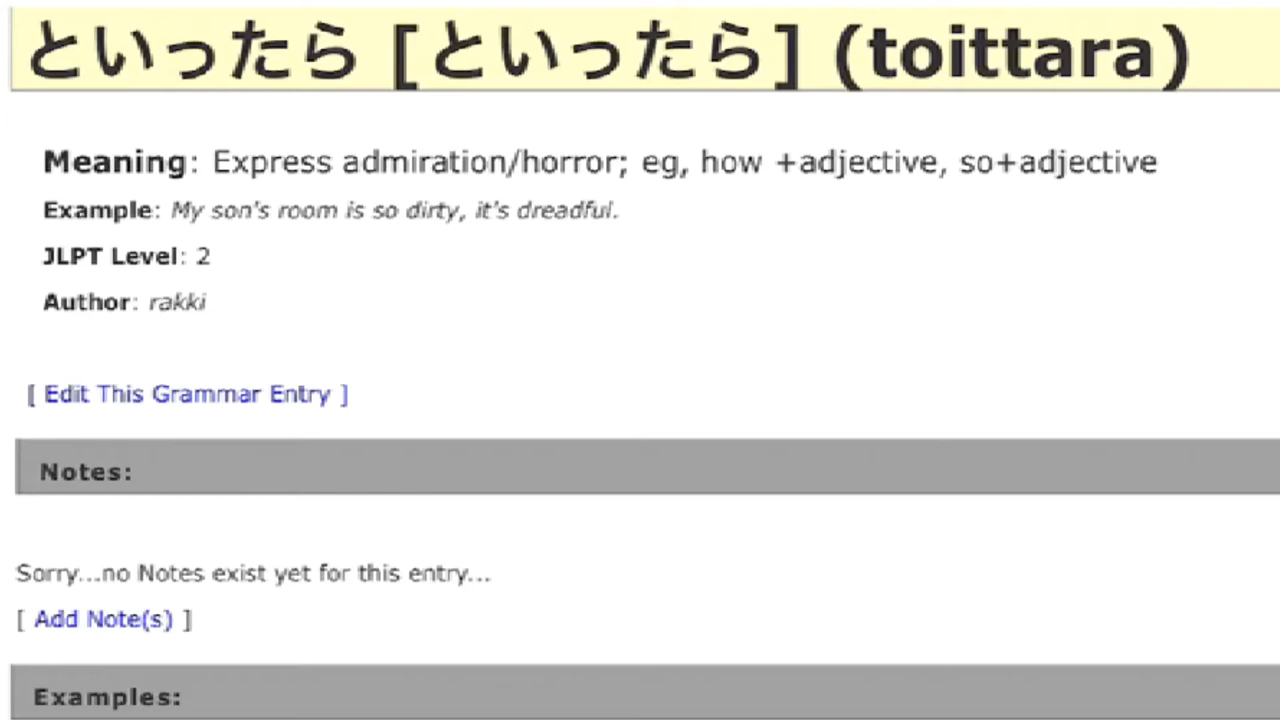 といったら [といったら] (toittara)
Meaning: Express admiration/horror; eg, how +adjective, so+adjective
Example: My son's room is so dirty, it's dreadful.
JLPT Level: 2
Author: rakki
[ Edit This Grammar Entry ]
Notes:
Sorry...no Notes exist yet for this entry...
[ Add Note(s) ]
Examples: